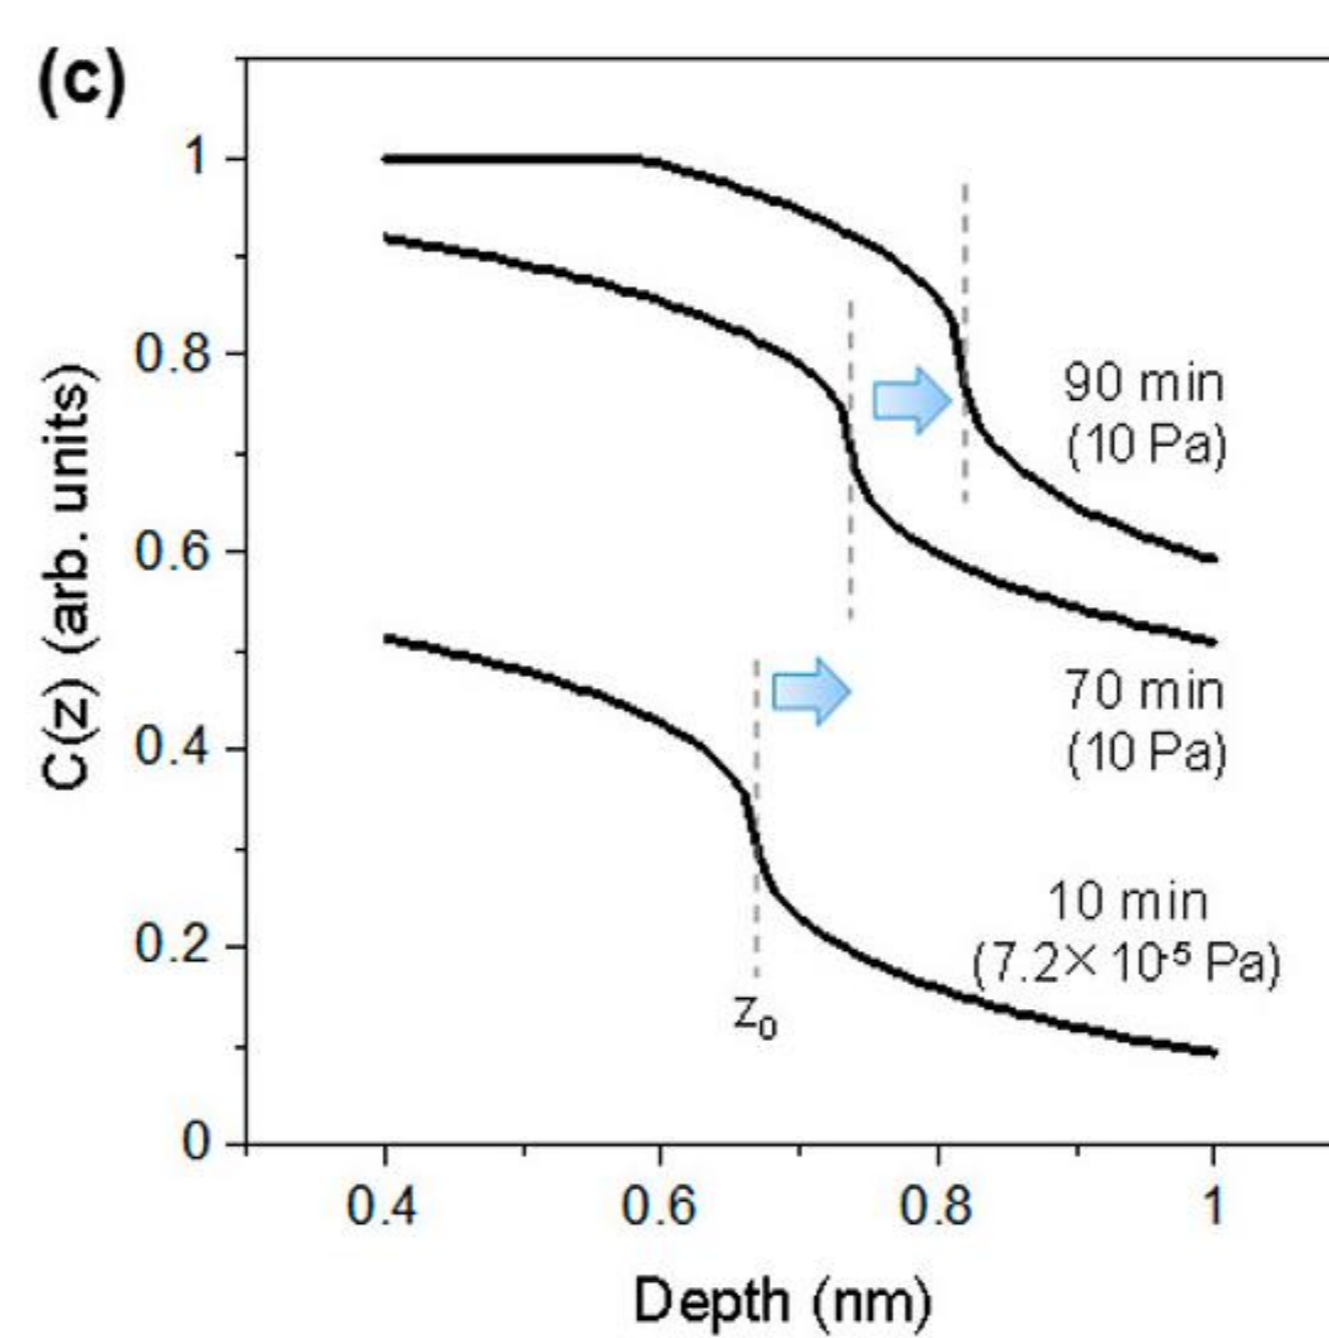 (c)
1
0.8
0.6
0.4
0.2
0
C(z) (arb. units)
90 min
(10 Pa)
70 min
(10 Pa)
10 min
(7.2×10⁻⁵ Pa)
z₀
0.4 0.6 0.8 1
Depth (nm)